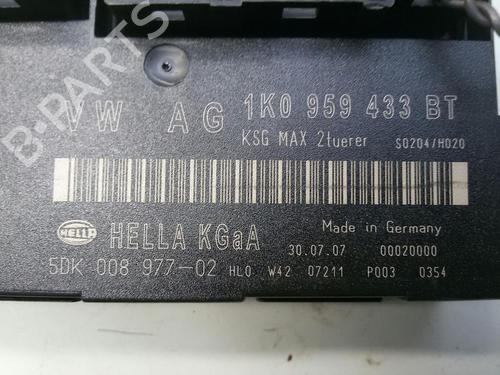 B-PARTS
VW AG 1K0 959 433 BT
KSG MAX 2tuerer S0204/H020
HELLA HELLA KGaA Made in Germany
30.07.07 00020000
5DK 008 977-02 HL0 W42 07211 P003 0354